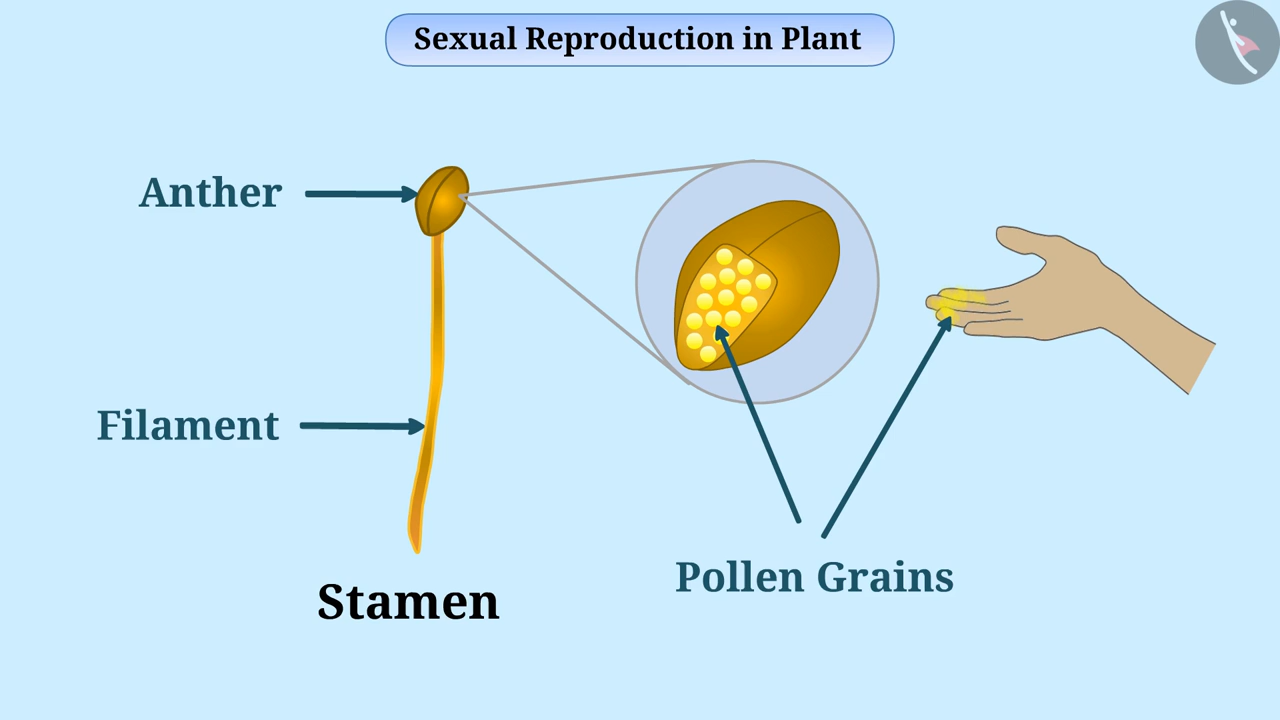 Sexual Reproduction in Plant
Anther
Filament
Stamen
Pollen Grains